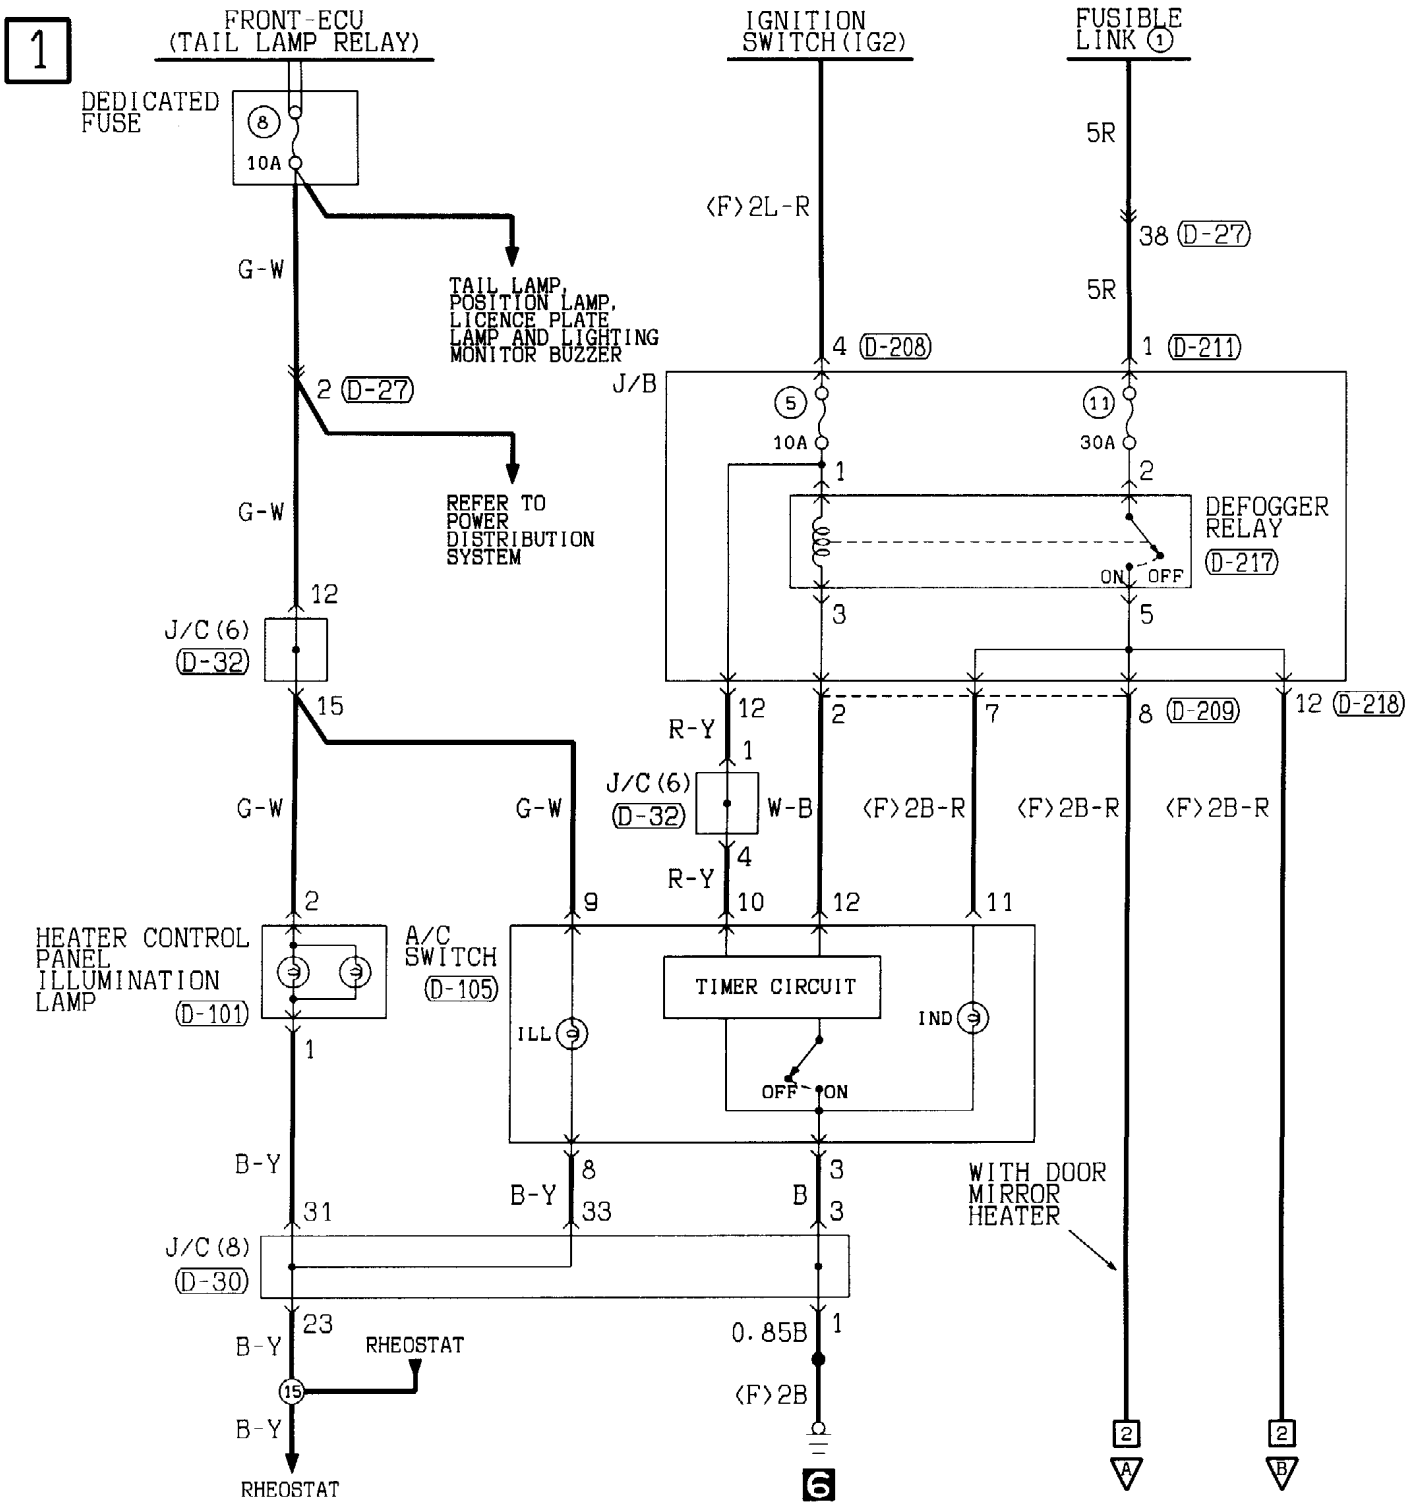 1
FRONT-ECU
(TAIL LAMP RELAY)
IGNITION
SWITCH(IG2)
FUSIBLE
LINK ①
DEDICATED
FUSE
8
10A
5R
〈F〉2L-R
38 (D-27)
G-W
TAIL LAMP,
POSITION LAMP,
LICENCE PLATE
LAMP AND LIGHTING
MONITOR BUZZER
5R
4 (D-208)
1 (D-211)
J/B
2 (D-27)
5
10A
11
30A
1
2
G-W
REFER TO
POWER
DISTRIBUTION
SYSTEM
DEFOGGER
RELAY
(D-217)
ON OFF
12
3
5
J/C(6)
(D-32)
15
12
2
7
8 (D-209)
12 (D-218)
R-Y
1
J/C(6)
(D-32)
G-W
G-W
W-B
〈F〉2B-R
〈F〉2B-R
〈F〉2B-R
4
R-Y
2
9
10
12
11
HEATER CONTROL
PANEL
ILLUMINATION
LAMP
(D-101)
A/C
SWITCH
(D-105)
TIMER CIRCUIT
ILL
IND
1
OFF ON
B-Y
8
3
WITH DOOR
MIRROR
HEATER
B-Y
B
31
33
3
J/C(8)
(D-30)
23
1
B-Y
RHEOSTAT
0.85B
15
〈F〉2B
B-Y
2
2
RHEOSTAT
6
A
B